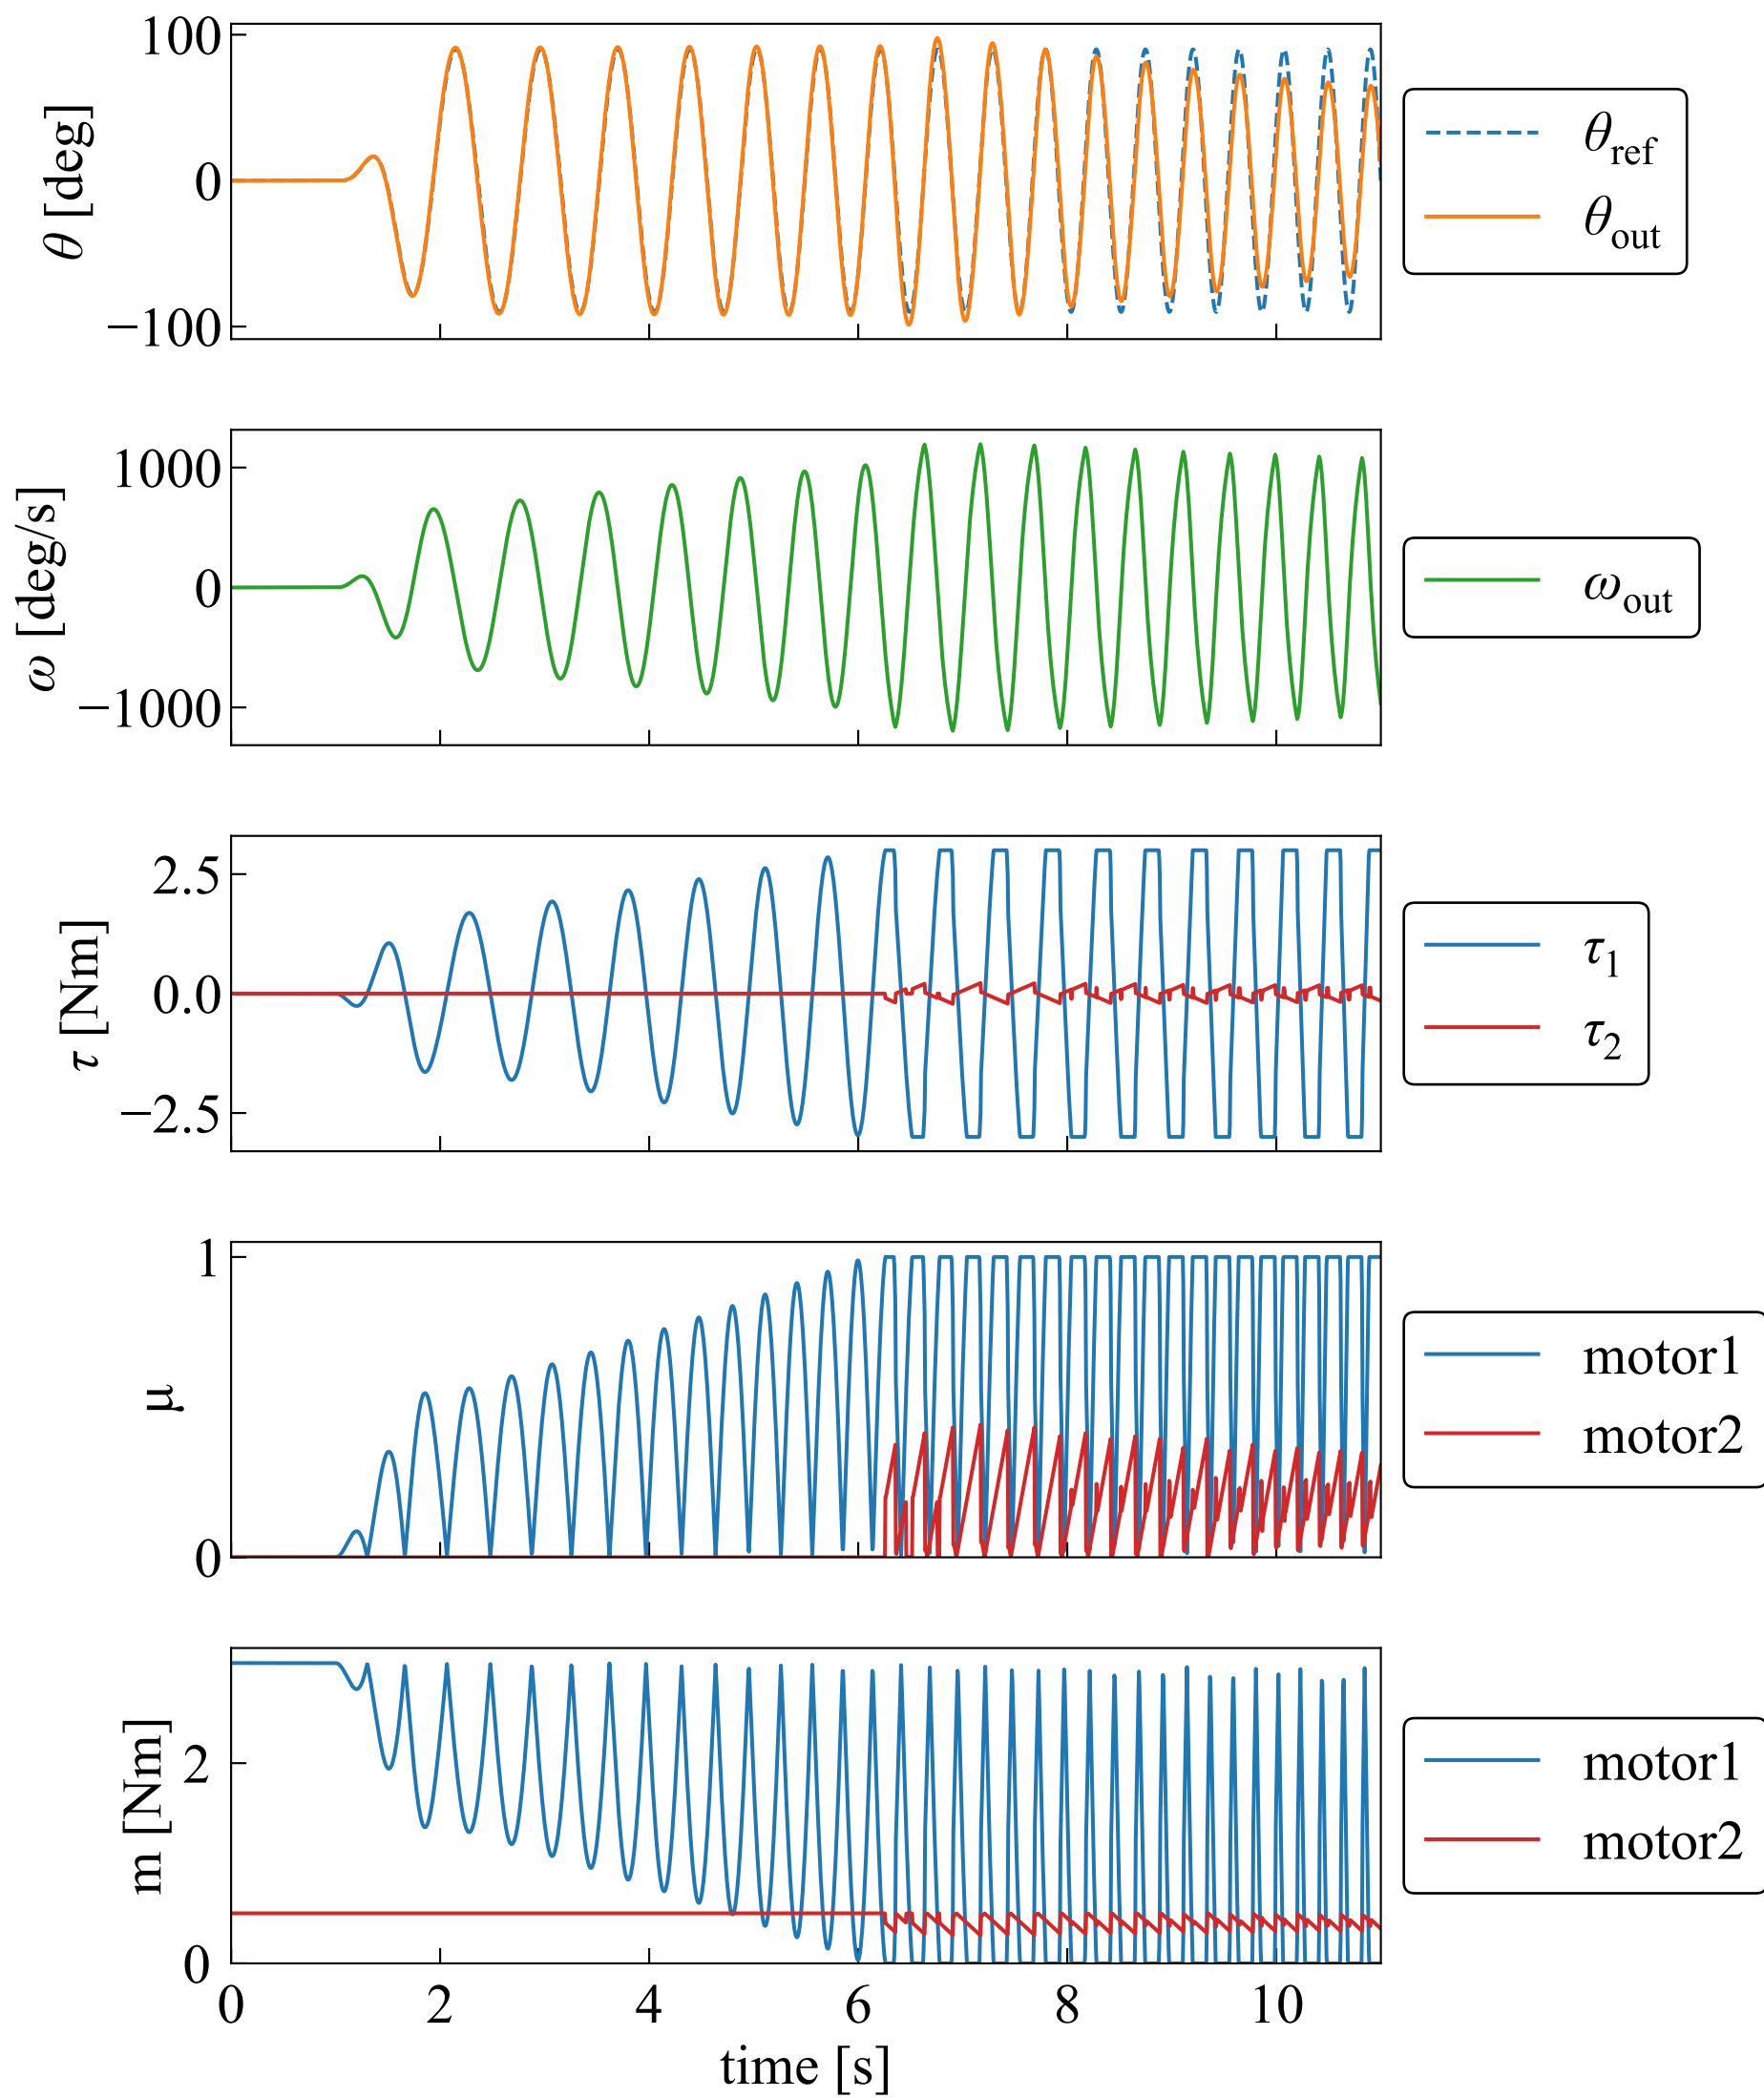 θ [deg]
100
0
−100
θref
θout
ω [deg/s]
1000
0
−1000
ωout
τ [Nm]
2.5
0.0
−2.5
τ1
τ2
μ
1
0
motor1
motor2
m [Nm]
2
0
motor1
motor2
0 2 4 6 8 10
time [s]